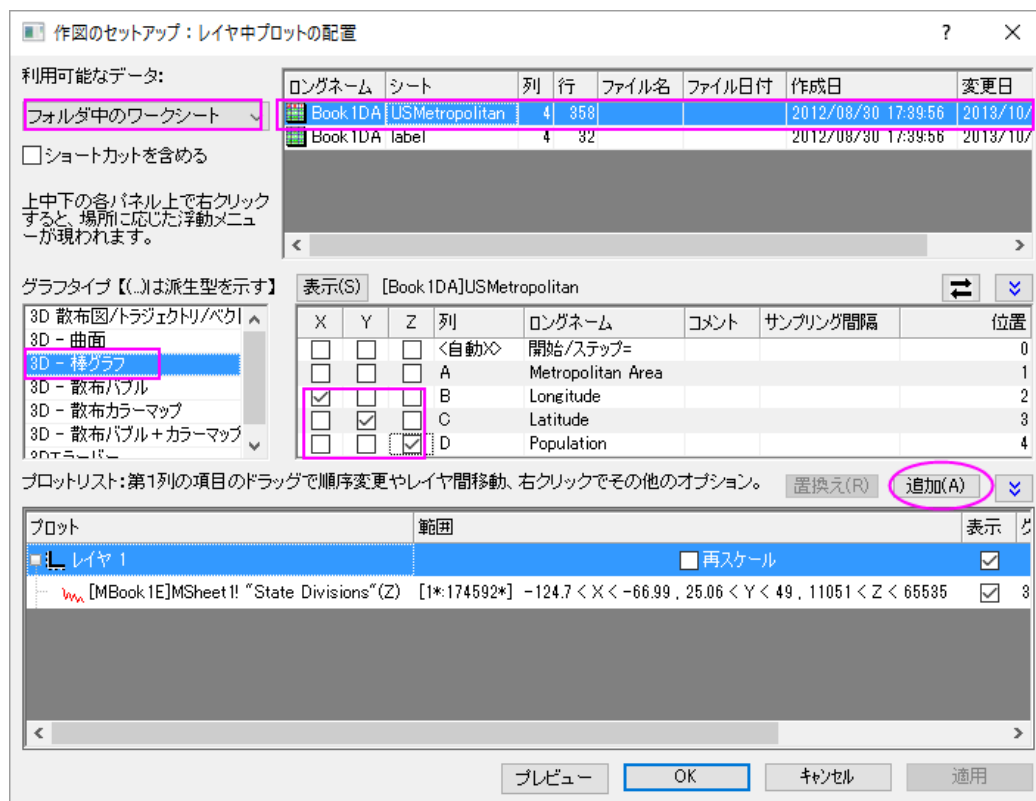 作図のセットアップ：レイヤ中プロットの配置 ?
利用可能なデータ:
フォルダ中のワークシート
ショートカットを含める
上中下の各パネル上で右クリック
すると、場所に応じた浮動メニュ
ーが現われます。
ロングネーム シート 列 行 ファイル名 ファイル日付 作成日 変更日
Book1DA USMetropolitan 4 358 2012/08/30 17:39:56 2013/10/
Book1DA label 4 32 2012/08/30 17:39:56 2013/10/
グラフタイプ【(...)は派生型を示す】
3D 散布図/トラジェクトリ/ベクト
3D - 曲面
3D - 棒グラフ
3D - 散布バブル
3D - 散布カラーマップ
3D - 散布バブル+カラーマップ
3Dエラーバー
表示(S) [Book1DA]USMetropolitan
X Y Z 列 ロングネーム コメント サンプリング間隔 位置
<自動X> 開始/ステップ= 0
A Metropolitan Area 1
B Longitude 2
C Latitude 3
D Population 4
プロットリスト:第1列の項目のドラッグで順序変更やレイヤ間移動、右クリックでその他のオプション。 置換え(R) 追加(A)
プロット 範囲 表示
レイヤ 1 再スケール
[MBook1E]MSheet1! "State Divisions"(Z) [1*:174592*] -124.7 < X < -66.99 , 25.06 < Y < 49 , 11051 < Z < 65535 3
プレビュー OK キャンセル 適用